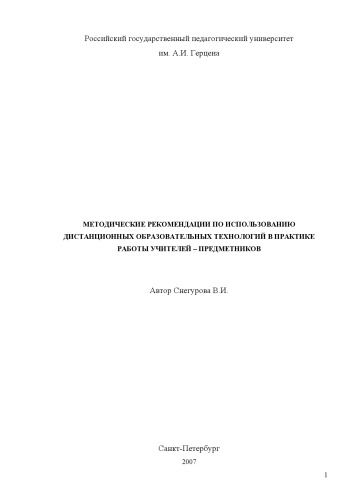 Российский государственный педагогический университет
им. А.И. Герцена
МЕТОДИЧЕСКИЕ РЕКОМЕНДАЦИИ ПО ИСПОЛЬЗОВАНИЮ
ДИСТАНЦИОННЫХ ОБРАЗОВАТЕЛЬНЫХ ТЕХНОЛОГИЙ В ПРАКТИКЕ
РАБОТЫ УЧИТЕЛЕЙ – ПРЕДМЕТНИКОВ
Автор Снегурова В.И.
Санкт-Петербург
2007
1